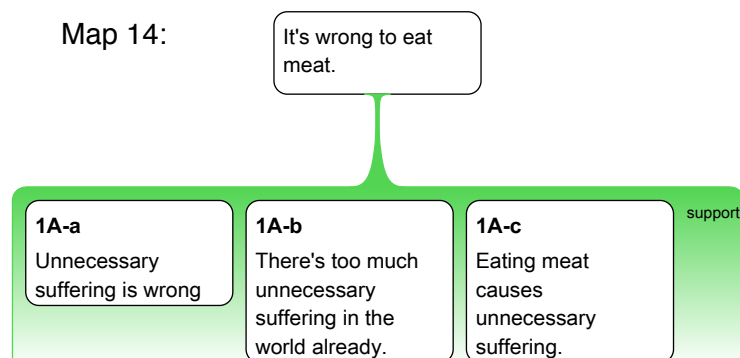 Map 14:
It's wrong to eat
meat.
support
1A-a
Unnecessary
suffering is wrong
1A-b
There's too much
unnecessary
suffering in the
world already.
1A-c
Eating meat
causes
unnecessary
suffering.